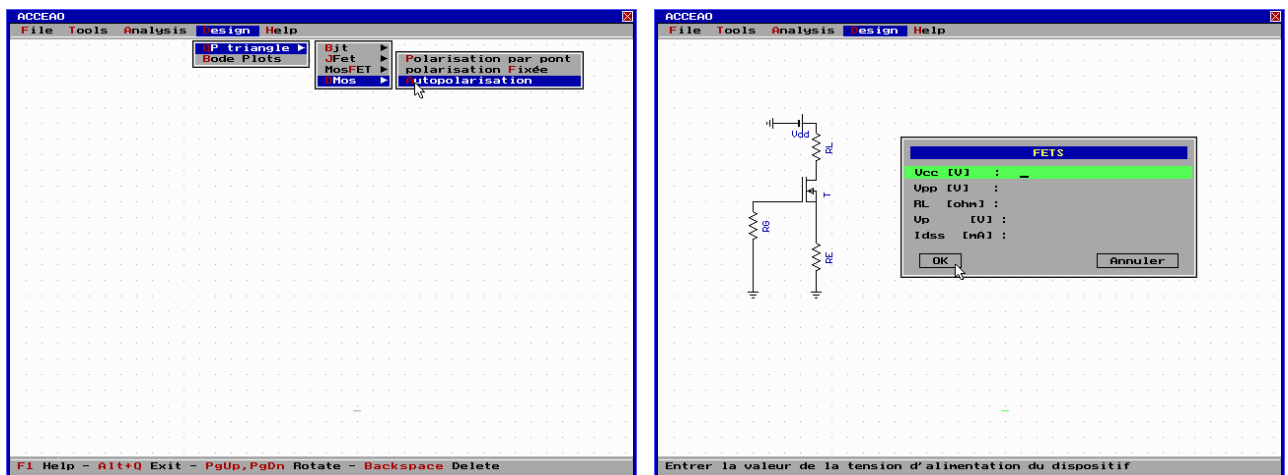 ACCEAO
File Tools Analysis Design Help
OP triangle
Bode Plots
Bjt
JFet
MosFET
DMos
Polarisation par pont
polarisation Fixée
Autopolarisation
F1 Help - Alt+Q Exit - PgUp,PgDn Rotate - Backspace Delete
ACCEAO
File Tools Analysis Design Help
Vdd
RL
T
RG
RE
FETS
Vcc [V] :
Vpp [V] :
RL [ohm] :
Vp [V] :
Idss [mA] :
OK
Annuler
Entrer la valeur de la tension d'alimentation du dispositif